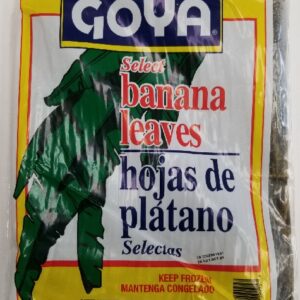 GOYA
Select
banana
leaves
hojas de
plátano
Selectas
KEEP FROZEN
MANTENGA CONGELADO